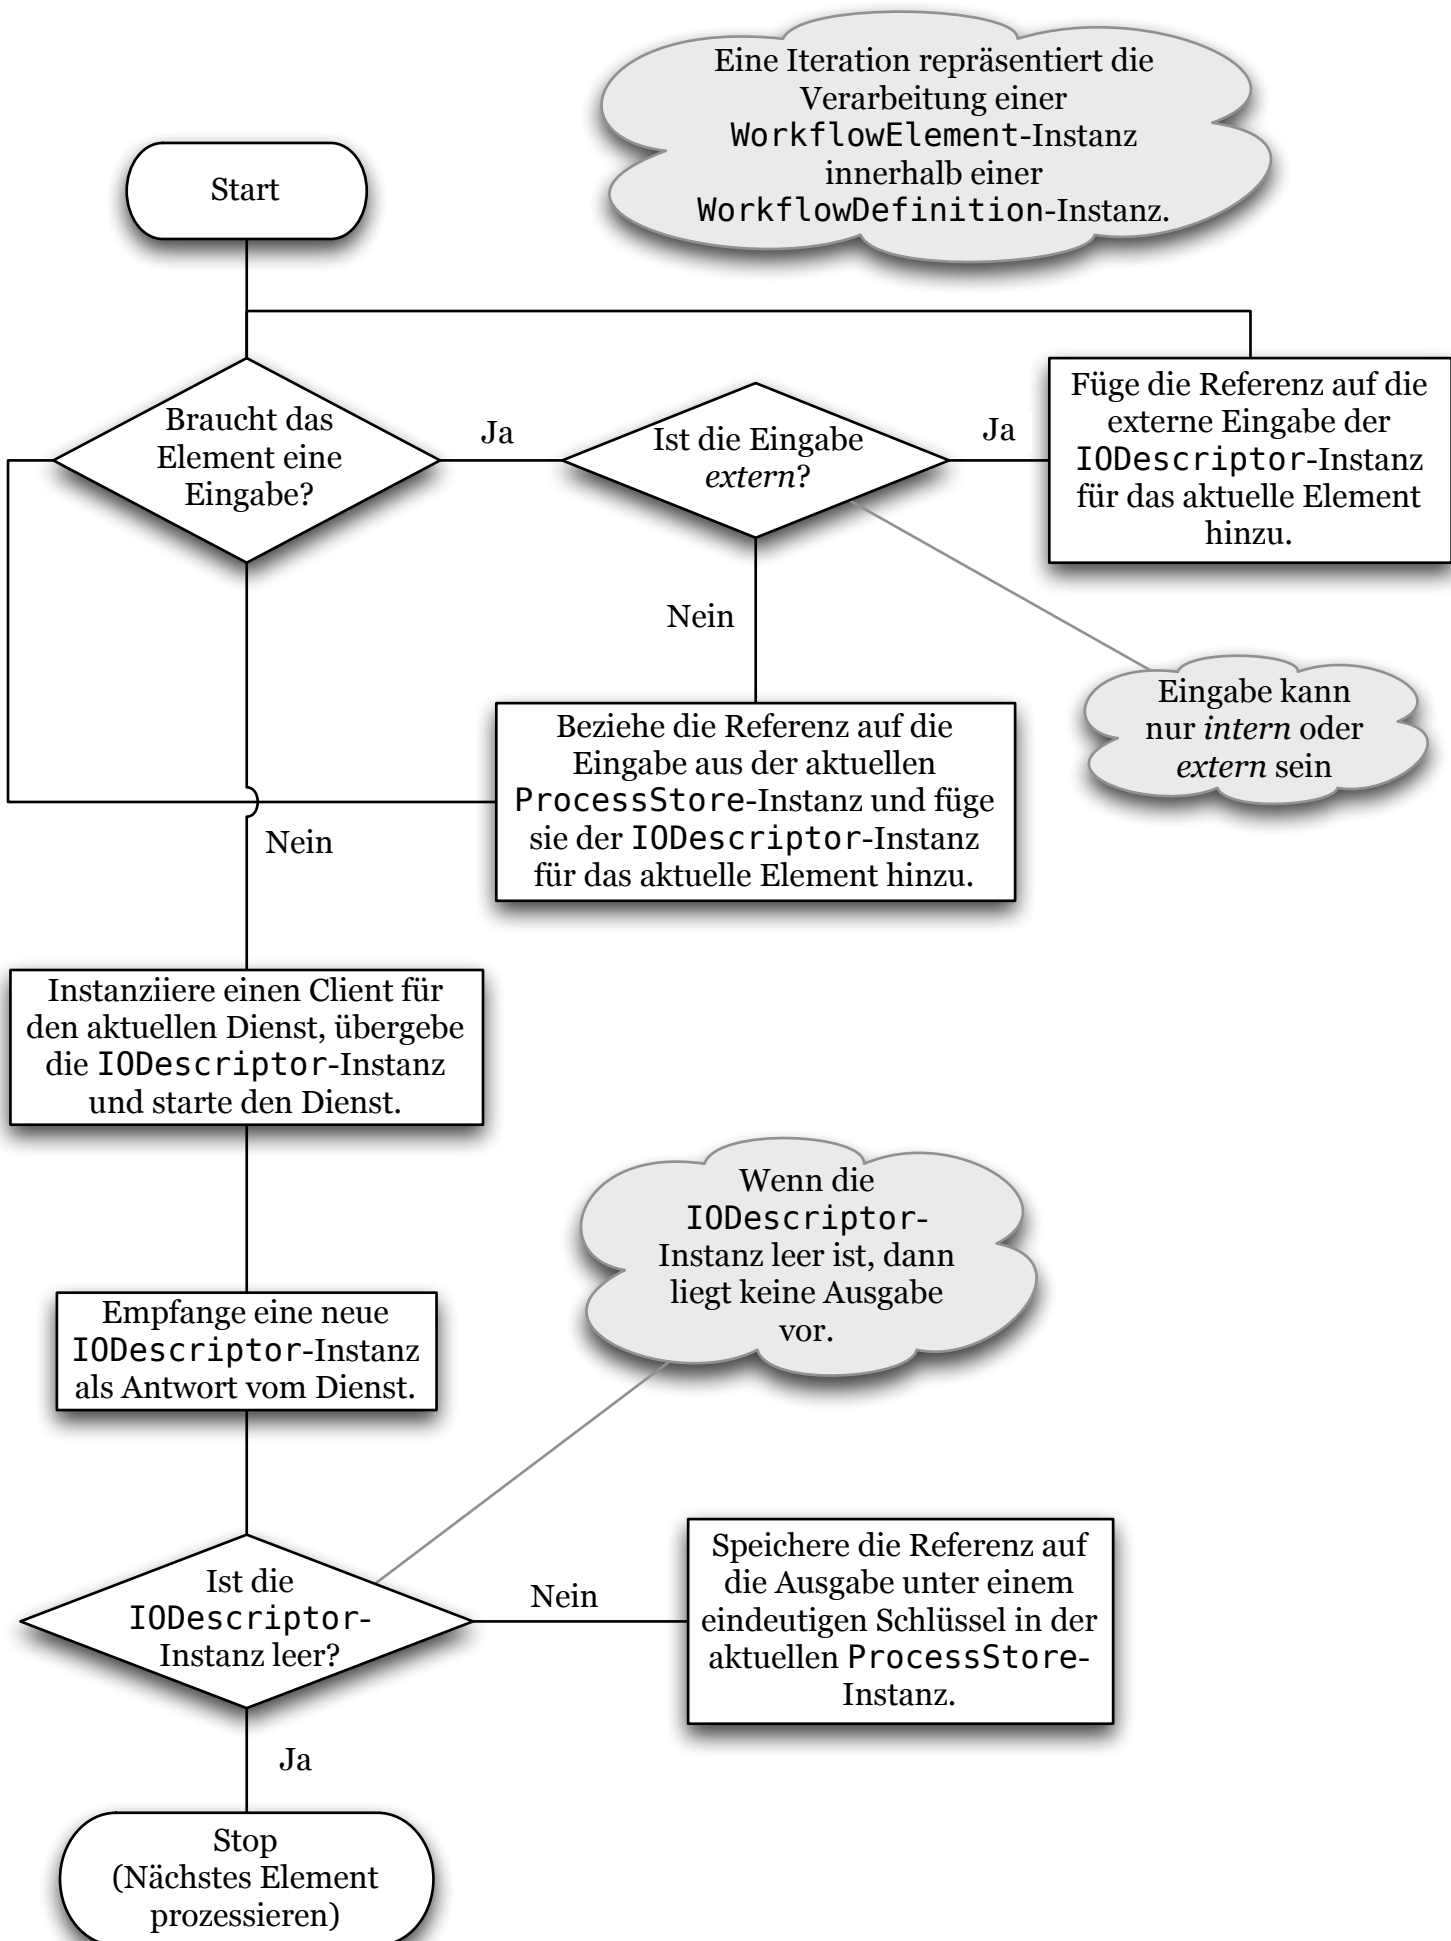 Eine Iteration repräsentiert die
Verarbeitung einer
WorkflowElement-Instanz
innerhalb einer
WorkflowDefinition-Instanz.
Start
Braucht das
Element eine
Eingabe?
Ja
Ist die Eingabe
extern?
Ja
Füge die Referenz auf die
externe Eingabe der
IODescriptor-Instanz
für das aktuelle Element
hinzu.
Nein
Eingabe kann
nur intern oder
extern sein
Beziehe die Referenz auf die
Eingabe aus der aktuellen
ProcessStore-Instanz und füge
sie der IODescriptor-Instanz
für das aktuelle Element hinzu.
Nein
Instanziiere einen Client für
den aktuellen Dienst, übergebe
die IODescriptor-Instanz
und starte den Dienst.
Wenn die
IODescriptor-
Instanz leer ist, dann
liegt keine Ausgabe
vor.
Empfange eine neue
IODescriptor-Instanz
als Antwort vom Dienst.
Ist die
IODescriptor-
Instanz leer?
Nein
Speichere die Referenz auf
die Ausgabe unter einem
eindeutigen Schlüssel in der
aktuellen ProcessStore-
Instanz.
Ja
Stop
(Nächstes Element
prozessieren)